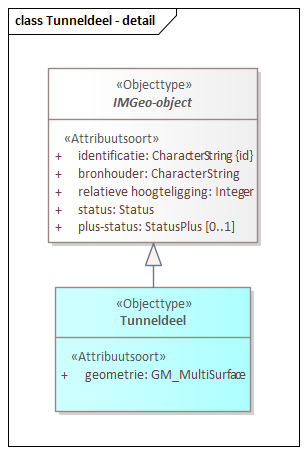 class Tunneldeel - detail
«Objecttype»
IMGeo-object
«Attribuutsoort»
+ identificatie: CharacterString {id}
+ bronhouder: CharacterString
+ relatieve hoogteligging: Integer
+ status: Status
+ plus-status: StatusPlus [0..1]
«Objecttype»
Tunneldeel
«Attribuutsoort»
+ geometrie: GM_MultiSurface